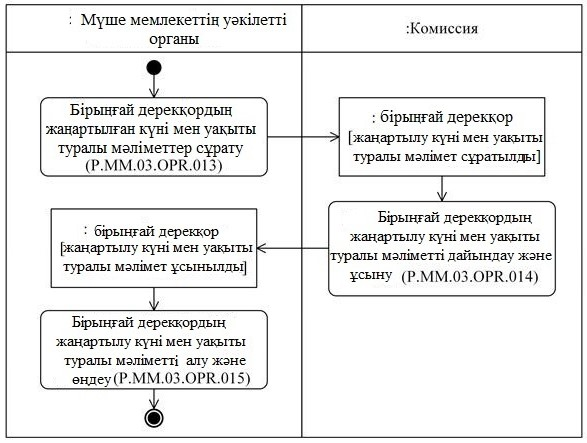 : Мүше мемлекеттің уәкілетті
органы
:Комиссия
Бірыңғай дерекқордың
жаңартылған күні мен уақыты
туралы мәліметтер сұрату
(P.MM.03.OPR.013)
: бірыңғай дерекқор
[жаңартылу күні мен уақыты
туралы мәлімет сұратылды]
Бірыңғай дерекқордың
жаңартылу күні мен уақыты
туралы мәліметті дайындау және
ұсыну (P.MM.03.OPR.014)
: бірыңғай дерекқор
[жаңартылу күні мен уақыты
туралы мәлімет ұсынылды]
Бірыңғай дерекқордың
жаңартылу күні мен уақыты
туралы мәліметті алу және
өңдеу (P.MM.03.OPR.015)